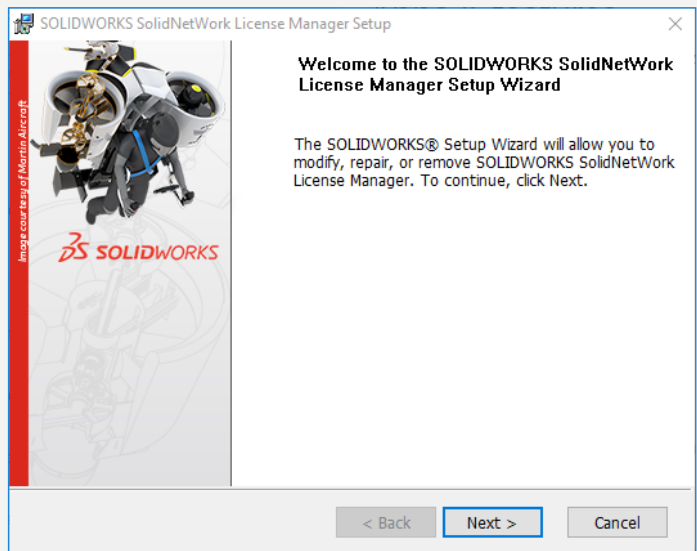 SOLIDWORKS SolidNetWork License Manager Setup
Image courtesy of Martin Aircraft
Welcome to the SOLIDWORKS SolidNetWork
License Manager Setup Wizard
The SOLIDWORKS® Setup Wizard will allow you to
modify, repair, or remove SOLIDWORKS SolidNetWork
License Manager. To continue, click Next.
SOLIDWORKS
< Back
Next >
Cancel